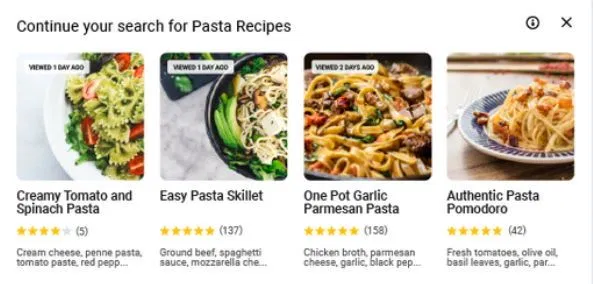 Continue your search for Pasta Recipes
VIEWED 1 DAY AGO
VIEWED 1 DAY AGO
VIEWED 2 DAYS AGO
Creamy Tomato and
Spinach Pasta
(5)
Cream cheese, penne pasta,
tomato paste, red pepp...
Easy Pasta Skillet
(137)
Ground beef, spaghetti
sauce, mozzarella che...
One Pot Garlic
Parmesan Pasta
(158)
Chicken broth, parmesan
cheese, garlic, black pep...
Authentic Pasta
Pomodoro
(42)
Fresh tomatoes, olive oil,
basil leaves, garlic, par...